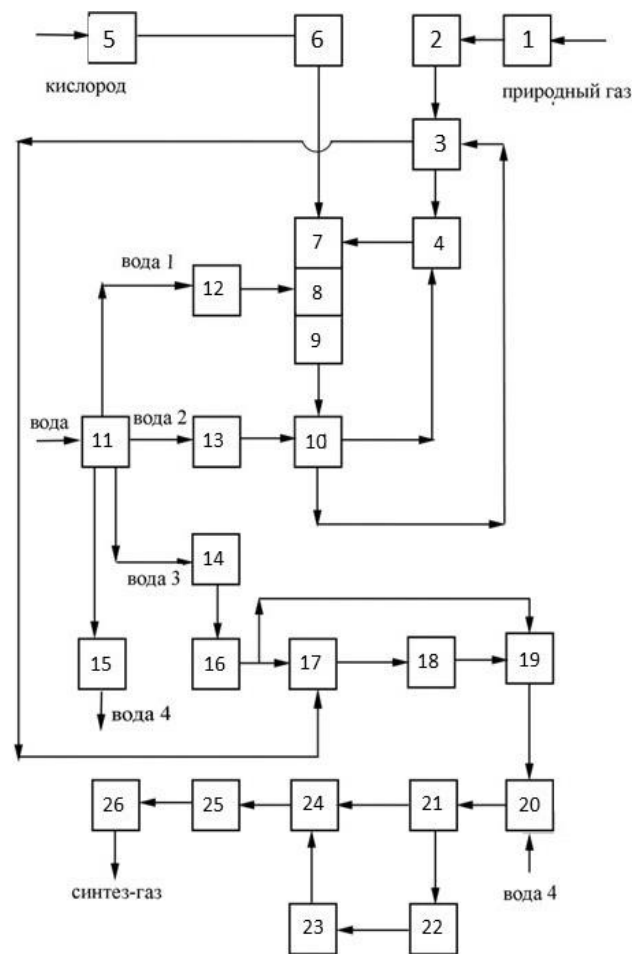 5
6
2
1
кислород
природный газ
3
7
4
вода 1
12
8
9
вода
11
вода 2
13
10
14
вода 3
15
16
17
18
19
вода 4
26
25
24
21
20
синтез-газ
вода 4
23
22